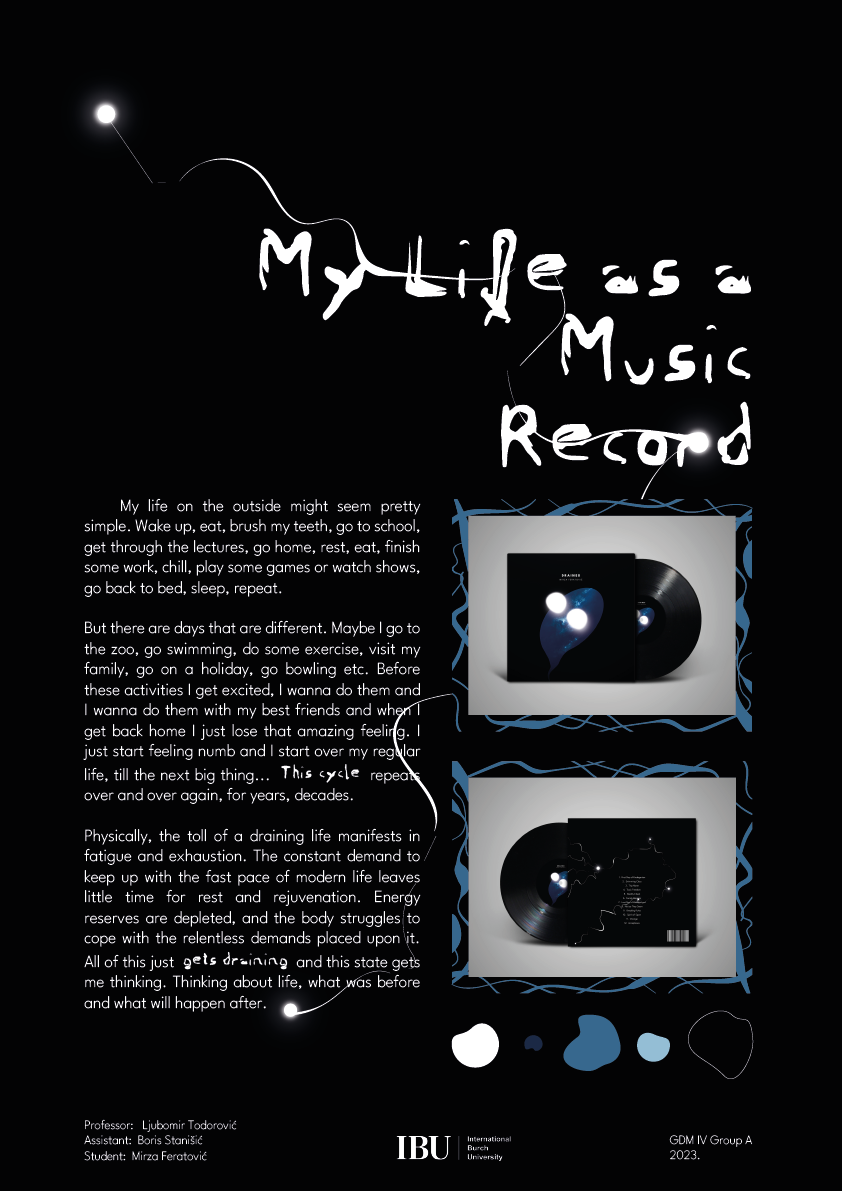 My Life as a
Music
Record
My life on the outside might seem pretty
simple. Wake up, eat, brush my teeth, go to school,
get through the lectures, go home, rest, eat, finish
some work, chill, play some games or watch shows,
go back to bed, sleep, repeat.
But there are days that are different. Maybe I go to
the zoo, go swimming, do some exercise, visit my
family, go on a holiday, go bowling etc. Before
these activities I get excited, I wanna do them and
I wanna do them with my best friends and when I
get back home I just lose that amazing feeling. I
just start feeling numb and I start over my regular
life, till the next big thing... This cycle repeats
over and over again, for years, decades.
Physically, the toll of a draining life manifests in
fatigue and exhaustion. The constant demand to
keep up with the fast pace of modern life leaves
little time for rest and rejuvenation. Energy
reserves are depleted, and the body struggles to
cope with the relentless demands placed upon it.
All of this just gets draining and this state gets
me thinking. Thinking about life, what was before
and what will happen after.
DRAINED
Professor: Ljubomir Todorović
Assistant: Boris Stanišić
Student: Mirza Feratović
IBU
International
Burch
University
GDM IV Group A
2023.